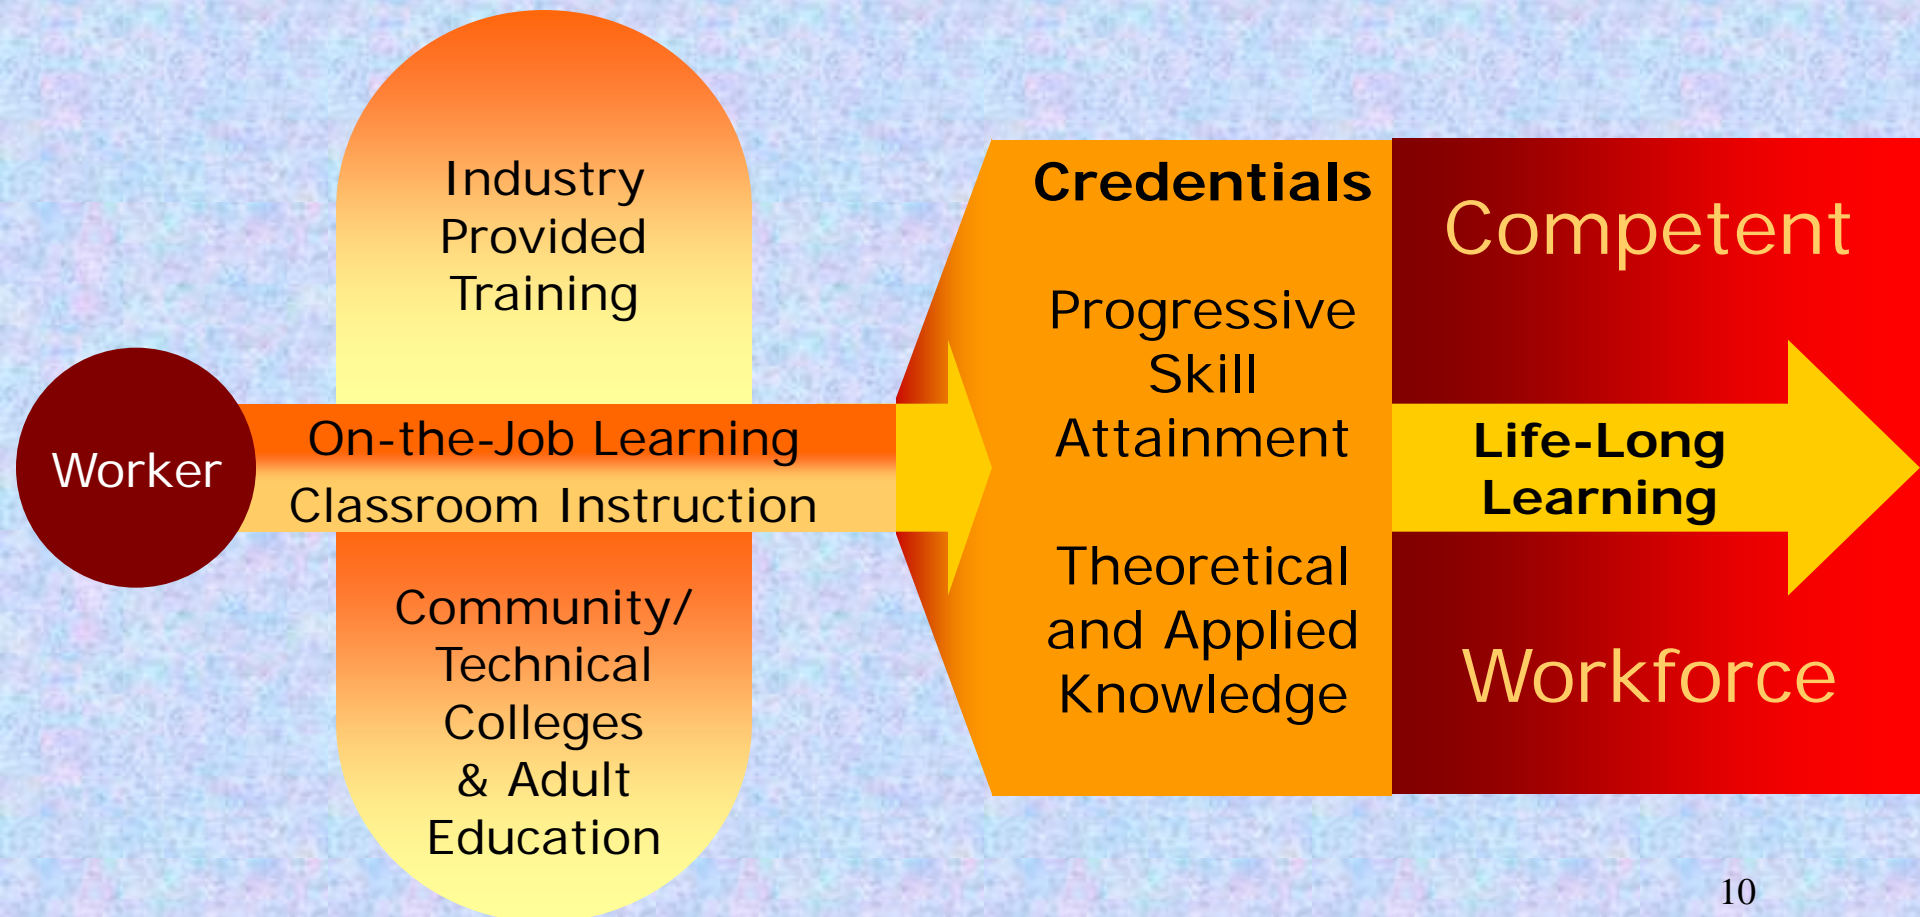 Worker
Industry
Provided
Training
On-the-Job Learning
Classroom Instruction
Community/
Technical
Colleges
& Adult
Education
Credentials
Progressive
Skill
Attainment
Theoretical
and Applied
Knowledge
Competent
Life-Long
Learning
Workforce
10